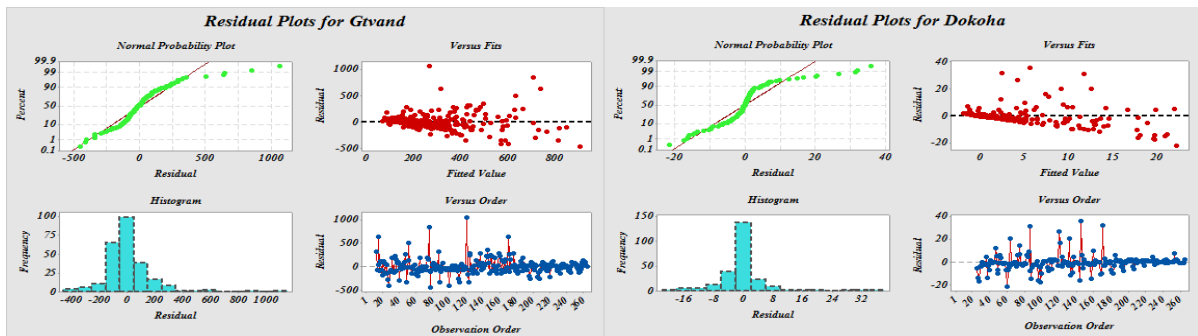 Residual Plots for Gtvand
Normal Probability Plot
Percent
99.9
99
90
50
10
1
0.1
-500 0 500 1000
Residual
Versus Fits
Residual
1000
500
0
-500
0 200 400 600 800
Fitted Value
Histogram
Frequency
100
75
50
25
0
-400 -200 0 200 400 600 800 1000
Residual
Versus Order
Residual
1000
500
0
-500
1 20 40 60 80 100 120 140 160 180 200 220 240 260
Observation Order
Residual Plots for Dokoha
Normal Probability Plot
Percent
99.9
99
90
50
10
1
0.1
-20 0 20 40
Residual
Versus Fits
Residual
40
20
0
-20
0 5 10 15 20
Fitted Value
Histogram
Frequency
150
100
50
0
-16 -8 0 8 16 24 32
Residual
Versus Order
Residual
40
20
0
-20
1 20 40 60 80 100 120 140 160 180 200 220 240 260
Observation Order